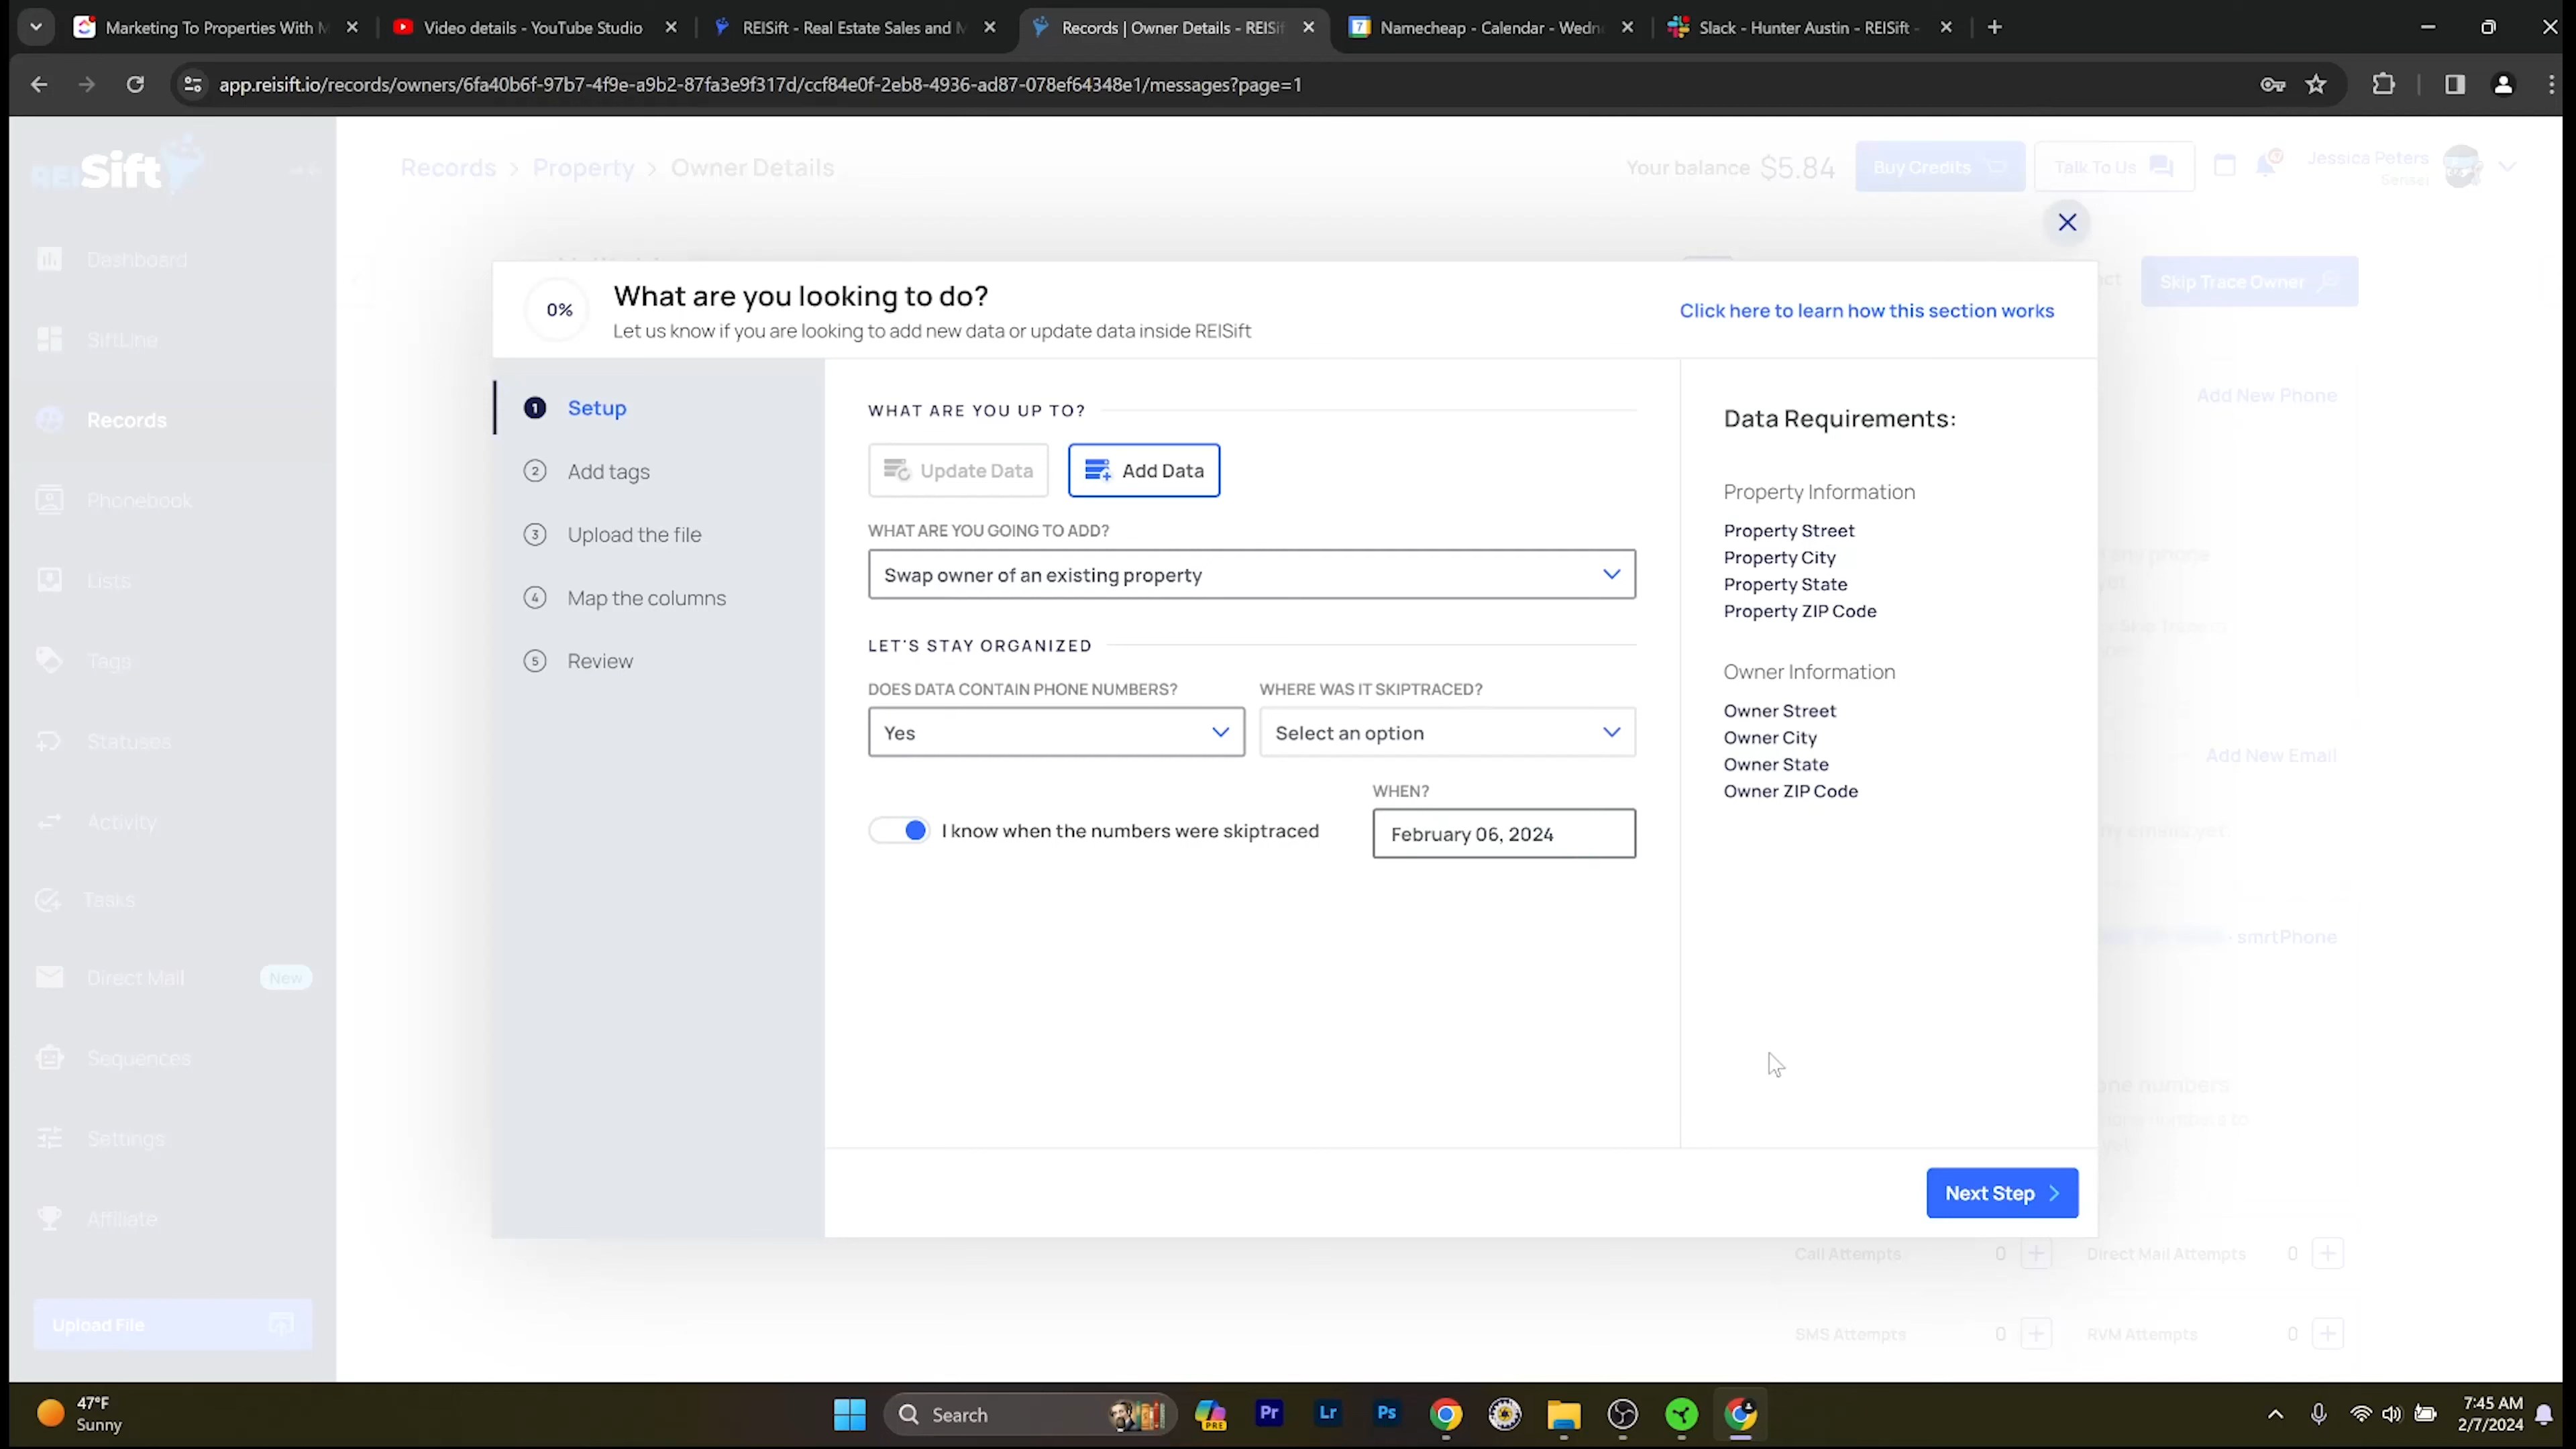 Marketing To Properties With M
Video details - YouTube Studio
REISift - Real Estate Sales and M
Records | Owner Details - REISif
Namecheap - Calendar - Wedn
Slack - Hunter Austin - REISift -
app.reisift.io/records/owners/6fa40b6f-97b7-4f9e-a9b2-87fa3e9f317d/ccf84e0f-2eb8-4936-ad87-078ef64348e1/messages?page=1
REISift
Records > Property > Owner Details
Your balance $5.84
Buy Credits
Talk To Us
Jessica Peters
Sensei
Dashboard
SiftLine
Records
Phonebook
Lists
Tags
Statuses
Activity
Tasks
Direct Mail
New
Sequences
Settings
Affiliate
Upload File
0%
What are you looking to do?
Let us know if you are looking to add new data or update data inside REISift
Click here to learn how this section works
Skip Trace Owner
1 Setup
2 Add tags
3 Upload the file
4 Map the columns
5 Review
WHAT ARE YOU UP TO?
Update Data
Add Data
WHAT ARE YOU GOING TO ADD?
Swap owner of an existing property
LET'S STAY ORGANIZED
DOES DATA CONTAIN PHONE NUMBERS?
Yes
WHERE WAS IT SKIPTRACED?
Select an option
I know when the numbers were skiptraced
WHEN?
February 06, 2024
Data Requirements:
Property Information
Property Street
Property City
Property State
Property ZIP Code
Owner Information
Owner Street
Owner City
Owner State
Owner ZIP Code
Next Step
Add New Phone
any phone
Add New Email
smrtPhone
Call Attempts 0
Direct Mail Attempts 0
SMS Attempts 0
RVM Attempts 0
47°F
Sunny
Search
PRE
Pr
Lr
Ps
7:45 AM
2/7/2024